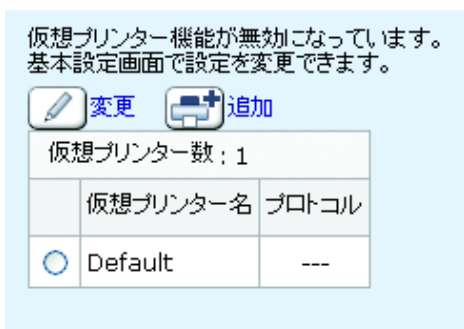 仮想プリンター機能が無効になっています。
基本設定画面で設定を変更できます。
変更 追加
仮想プリンター数 : 1
仮想プリンター名 プロトコル
Default ---